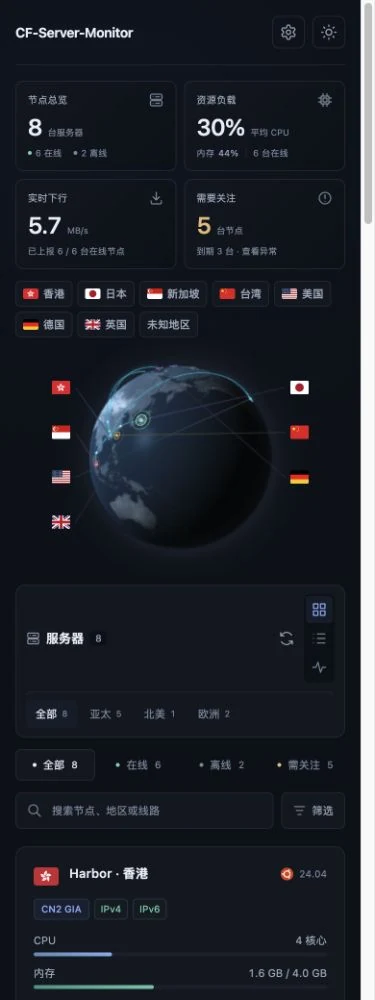 CF-Server-Monitor
节点总览
8 台服务器
6 在线 2 离线
资源负载
30% 平均 CPU
内存 44% 6 台在线
实时下行
5.7 MB/s
已上报 6 / 6 台在线节点
需要关注
5 台节点
到期 3 台 · 查看异常
香港 日本 新加坡 台湾 美国
德国 英国 未知地区
服务器 8
全部 8 亚太 5 北美 1 欧洲 2
全部 8 在线 6 离线 2 需关注 5
搜索节点、地区或线路 筛选
Harbor · 香港 24.04
CN2 GIA IPv4 IPv6
CPU 4 核心
内存 1.6 GB / 4.0 GB